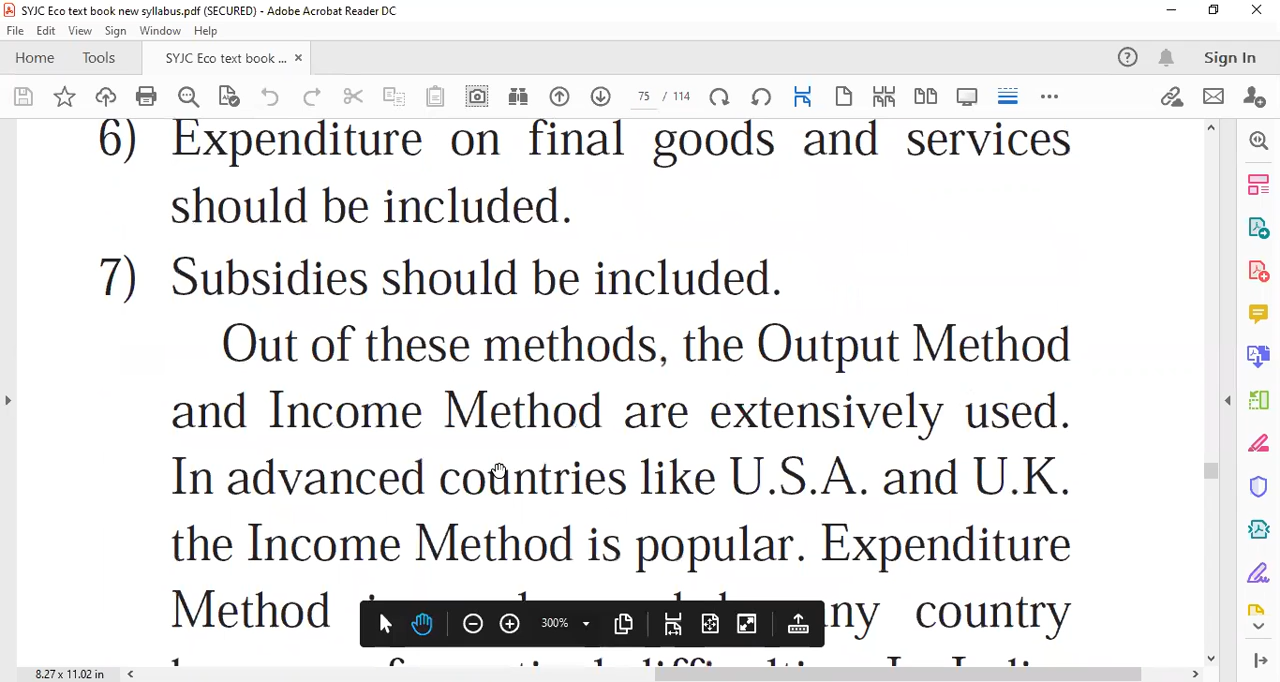 SYJC Eco text book new syllabus.pdf (SECURED) - Adobe Acrobat Reader DC
File Edit View Sign Window Help
Home Tools SYJC Eco text book ... × Sign In
75 / 114
6) Expenditure on final goods and services
should be included.
7) Subsidies should be included.
Out of these methods, the Output Method
and Income Method are extensively used.
In advanced countries like U.S.A. and U.K.
the Income Method is popular. Expenditure
Method any country
300%
8.27 x 11.02 in